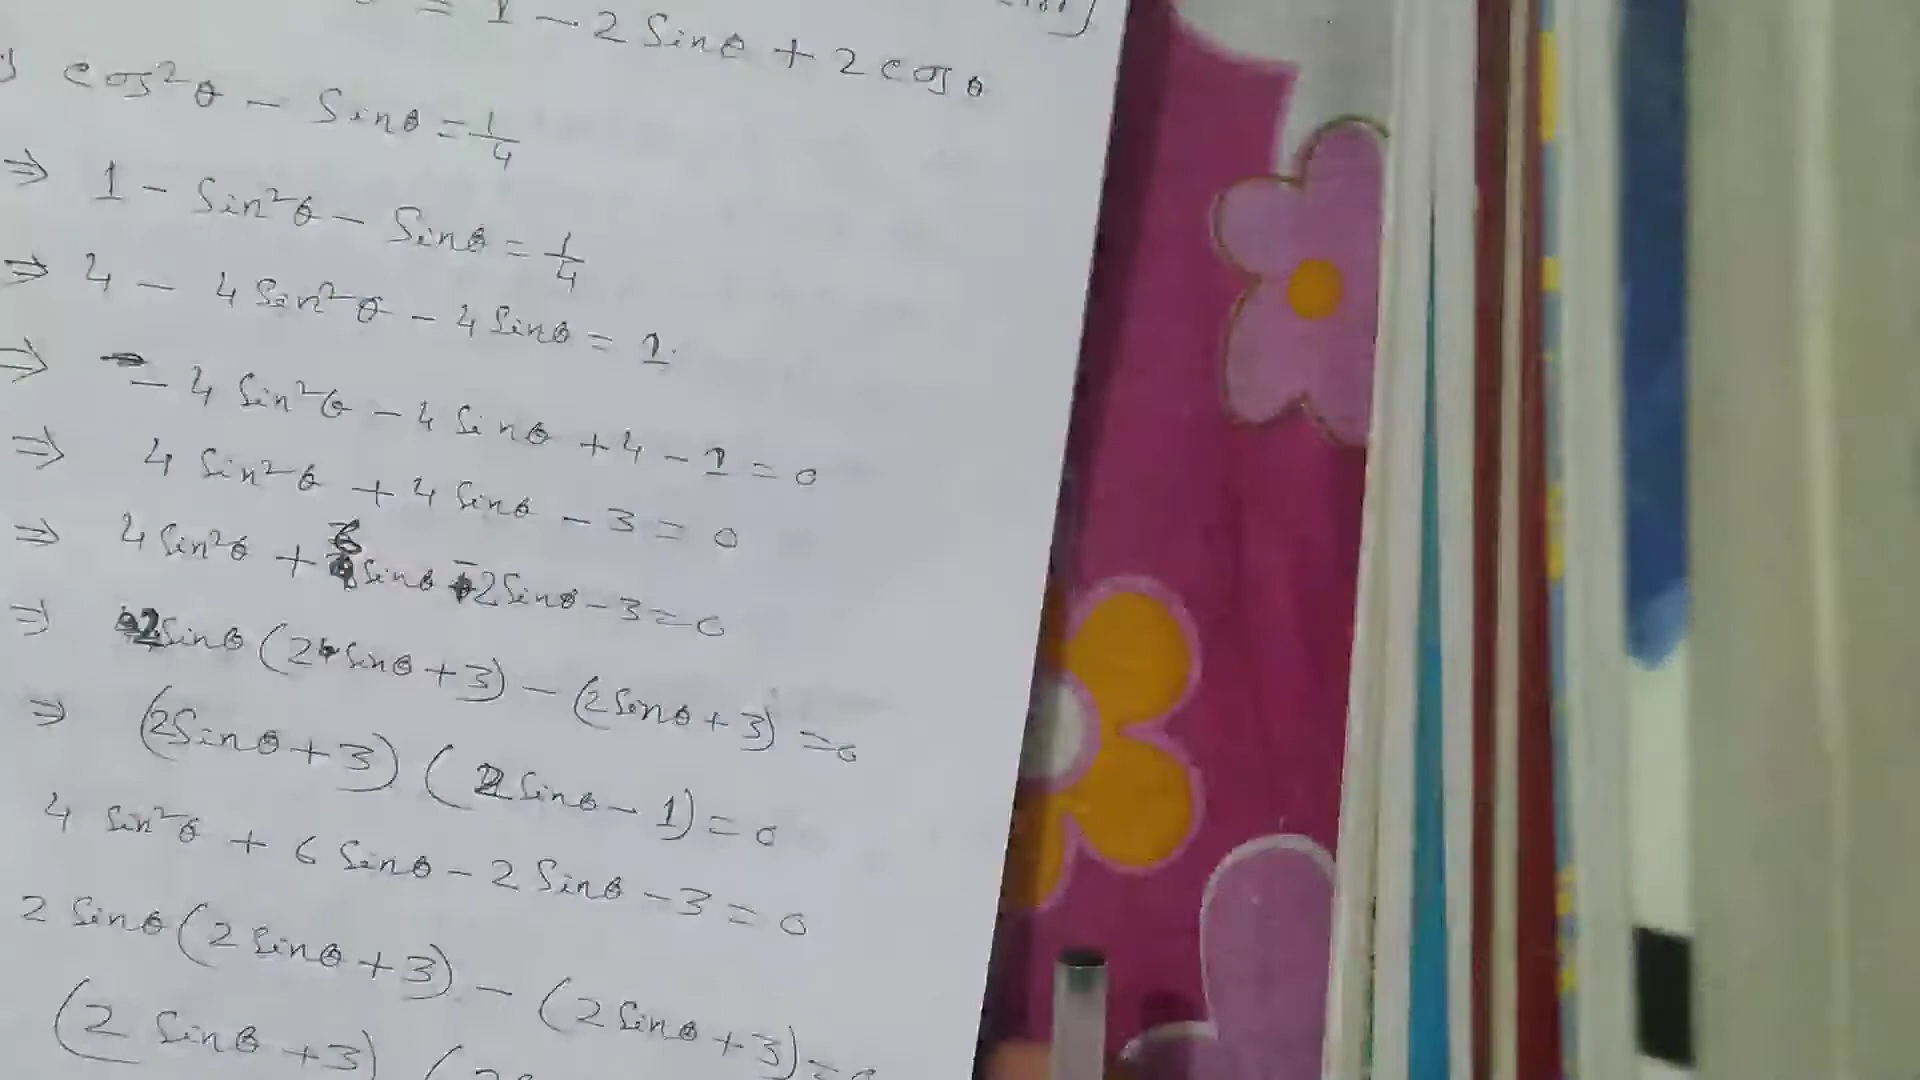 = 1 - 2 Sinθ + 2 cosθ
cos²θ - Sinθ = 1/4
⇒ 1 - Sin²θ - Sinθ = 1/4
⇒ 4 - 4 Sin²θ - 4 Sinθ = 1
⇒ - 4 Sin²θ - 4 Sinθ + 4 - 1 = 0
⇒ 4 Sin²θ + 4 Sinθ - 3 = 0
⇒ 4 Sin²θ + 6 Sinθ - 2 Sinθ - 3 = 0
⇒ 2 Sinθ (2 Sinθ + 3) - (2 Sinθ + 3) = 0
⇒ (2 Sinθ + 3) (2 Sinθ - 1) = 0
4 Sin²θ + 6 Sinθ - 2 Sinθ - 3 = 0
2 Sinθ (2 Sinθ + 3) - (2 Sinθ + 3) = 0
(2 Sinθ + 3) (2